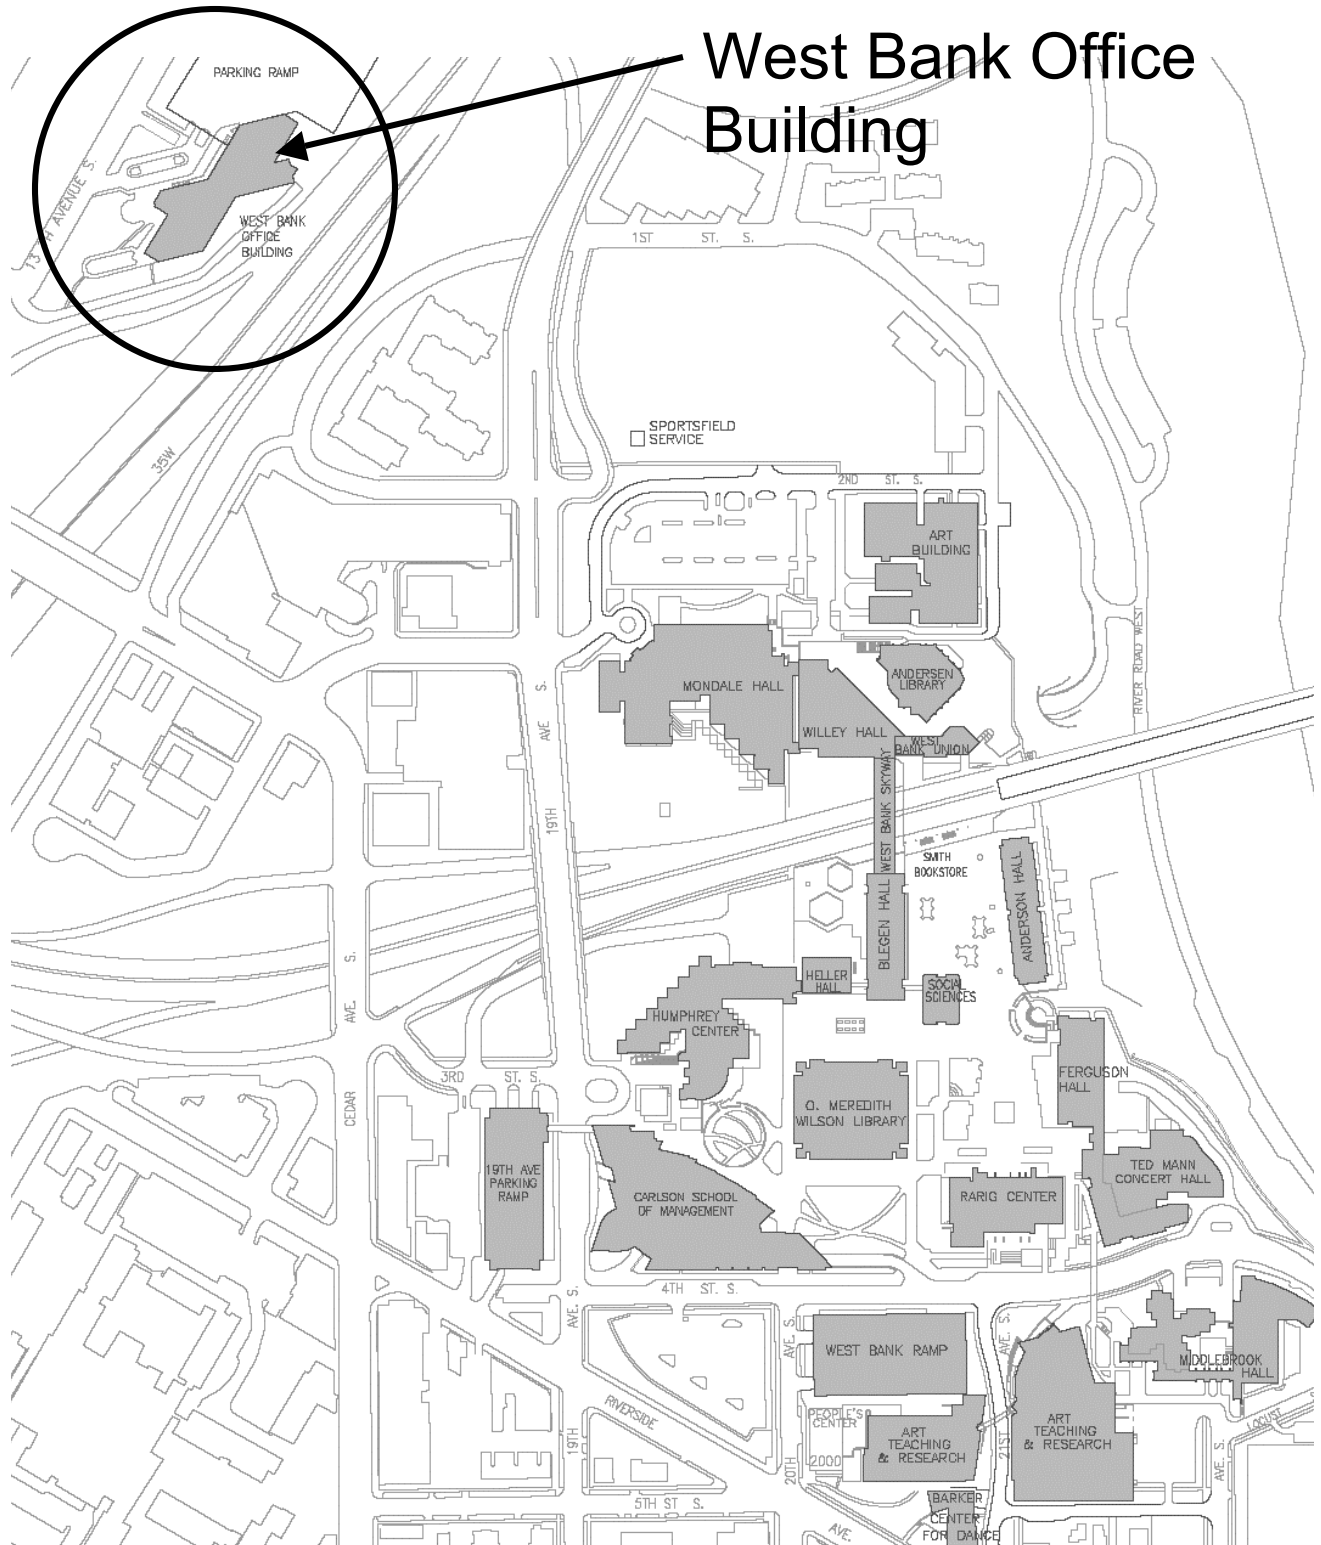 West Bank Office
Building
PARKING RAMP
13TH AVENUE S.
WEST BANK
OFFICE
BUILDING
1ST ST. S.
35W
SPORTSFIELD
SERVICE
2ND ST. S.
ART
BUILDING
RIVER ROAD WEST
MONDALE HALL
ANDERSEN
LIBRARY
WILLEY HALL
WEST
BANK UNION
19TH AVE S.
WEST BANK SKYWAY
SMITH
BOOKSTORE
ANDERSON HALL
BLEGEN HALL
HELLER
HALL
SOCIAL
SCIENCES
HUMPHREY
CENTER
CEDAR AVE. S.
3RD ST. S.
FERGUSON
HALL
O. MEREDITH
WILSON LIBRARY
19TH AVE
PARKING
RAMP
CARLSON SCHOOL
OF MANAGEMENT
TED MANN
CONCERT HALL
RARIG CENTER
4TH ST. S.
19TH AVE. S.
20TH AVE. S.
21ST AVE. S.
WEST BANK RAMP
MIDDLEBROOK
HALL
RIVERSIDE
AVE.
PEOPLE'S
CENTER
2000
ART
TEACHING
& RESEARCH
ART
TEACHING
& RESEARCH
LOCUST
AVE. S.
5TH ST S.
BARKER
CENTER
FOR DANCE